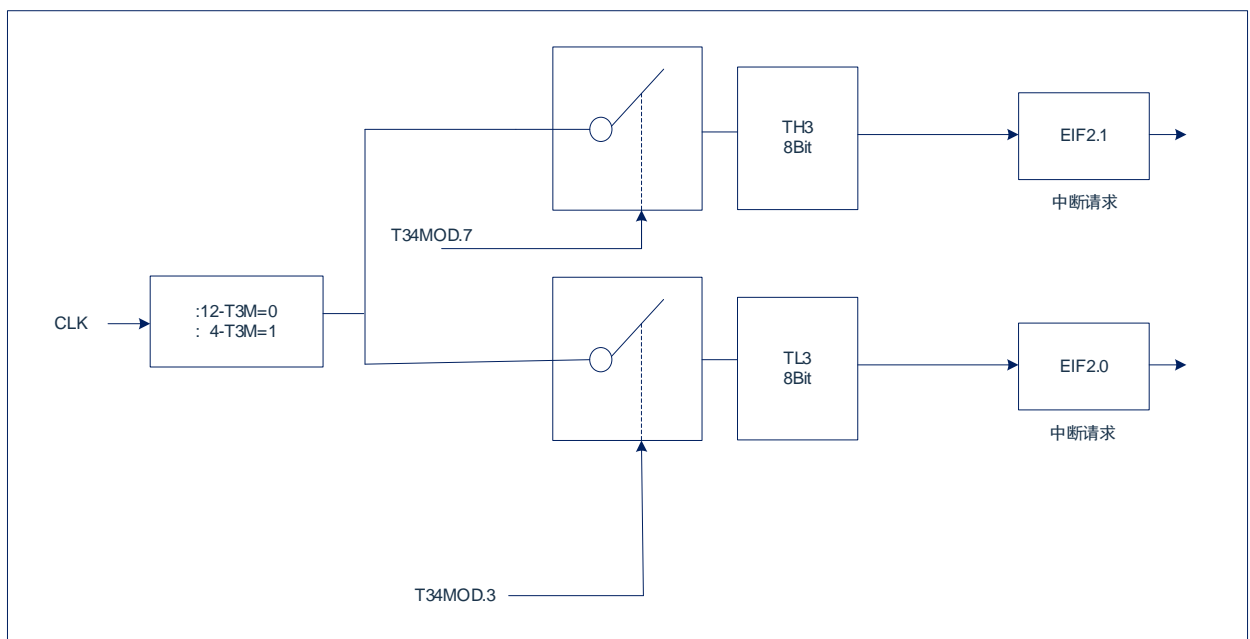 TH3
8Bit
EIF2.1
中断请求
T34MOD.7
:12-T3M=0
: 4-T3M=1
CLK
TL3
8Bit
EIF2.0
中断请求
T34MOD.3